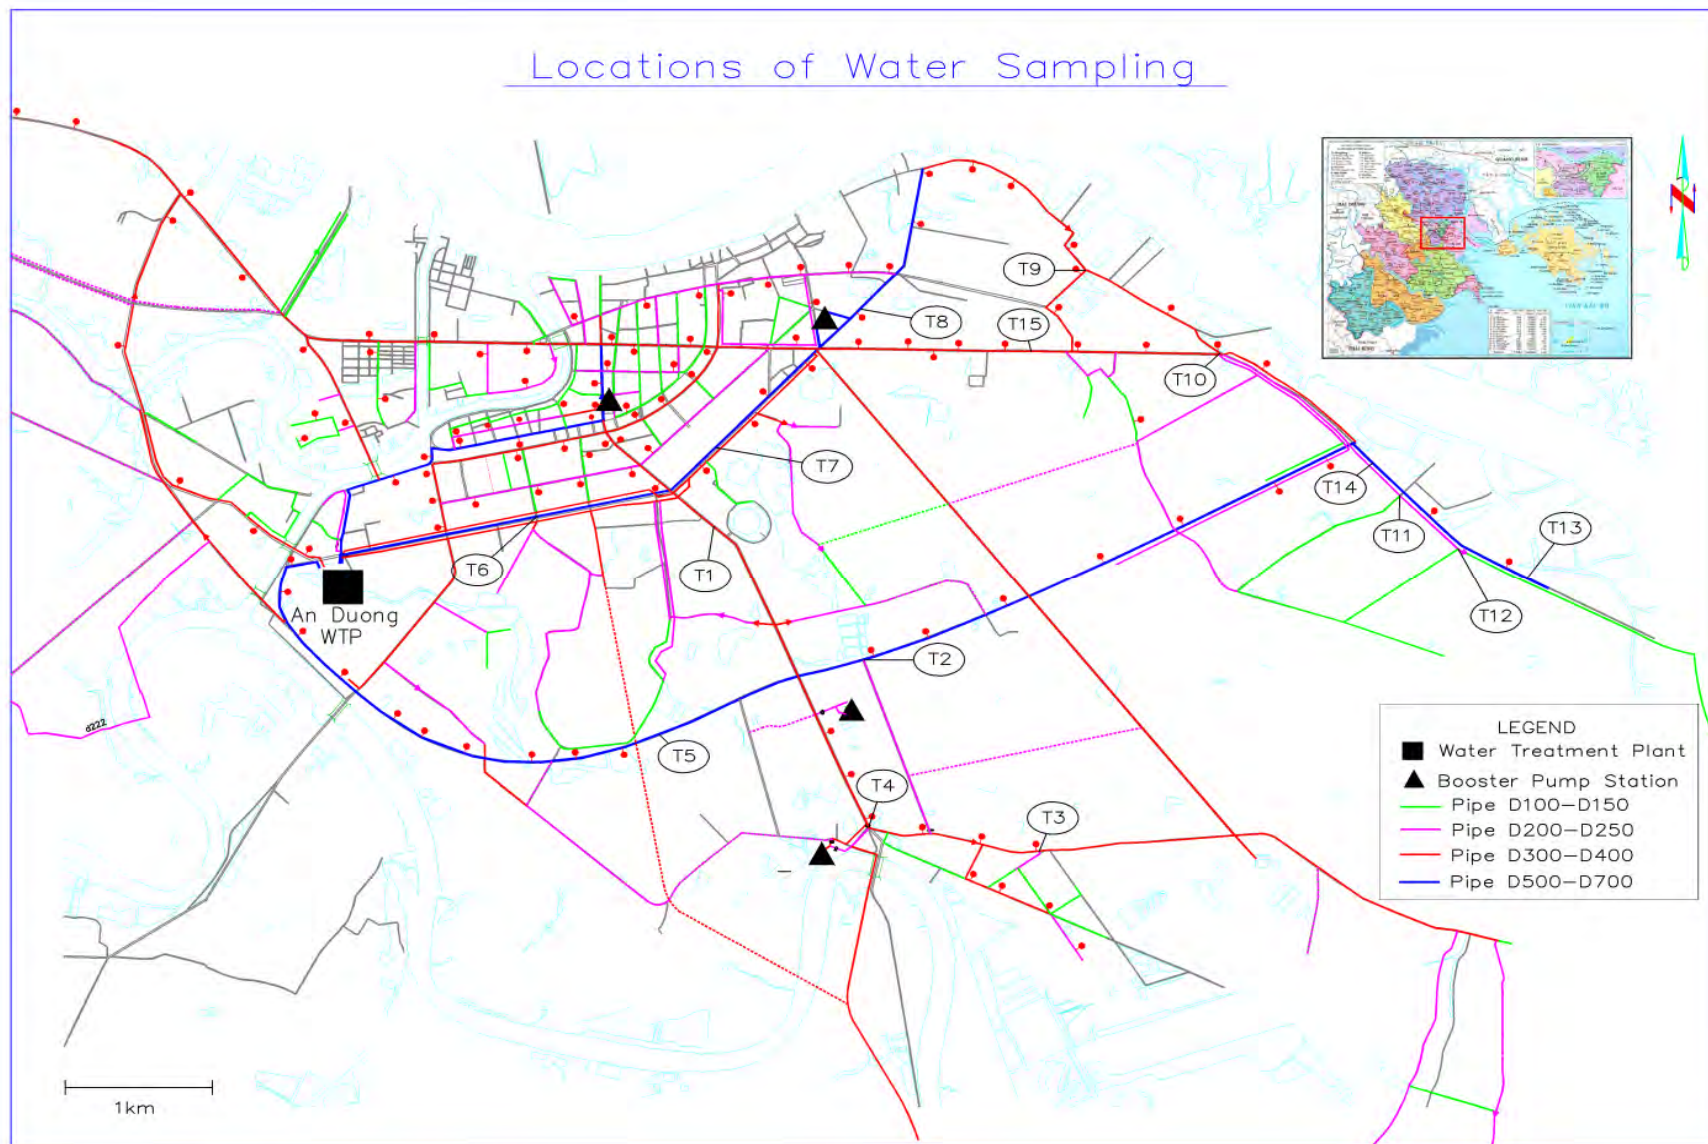 Locations of Water Sampling
T9
T8
T15
T10
T7
T14
T11
T13
T6
T1
T12
An Duong
WTP
T2
d222
T5
T4
T3
LEGEND
Water Treatment Plant
Booster Pump Station
Pipe D100-D150
Pipe D200-D250
Pipe D300-D400
Pipe D500-D700
1km
N